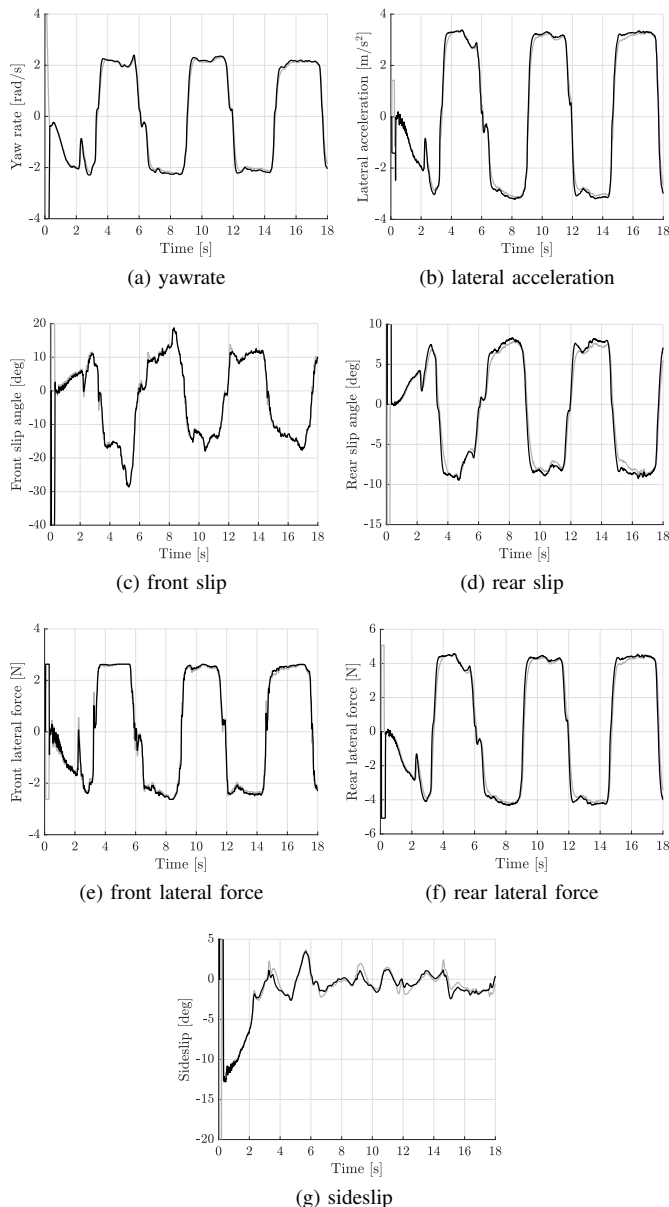 Yaw rate [rad/s]
4
2
0
-2
-4
0 2 4 6 8 10 12 14 16 18
Time [s]
(a) yawrate
Lateral acceleration [m/s²]
4
2
0
-2
-4
0 2 4 6 8 10 12 14 16 18
Time [s]
(b) lateral acceleration
Front slip angle [deg]
20
10
0
-10
-20
-30
-40
0 2 4 6 8 10 12 14 16 18
Time [s]
(c) front slip
Rear slip angle [deg]
10
5
0
-5
-10
-15
0 2 4 6 8 10 12 14 16 18
Time [s]
(d) rear slip
Front lateral force [N]
4
2
0
-2
-4
0 2 4 6 8 10 12 14 16 18
Time [s]
(e) front lateral force
Rear lateral force [N]
6
4
2
0
-2
-4
-6
0 2 4 6 8 10 12 14 16 18
Time [s]
(f) rear lateral force
Sideslip [deg]
5
0
-5
-10
-15
-20
0 2 4 6 8 10 12 14 16 18
Time [s]
(g) sideslip